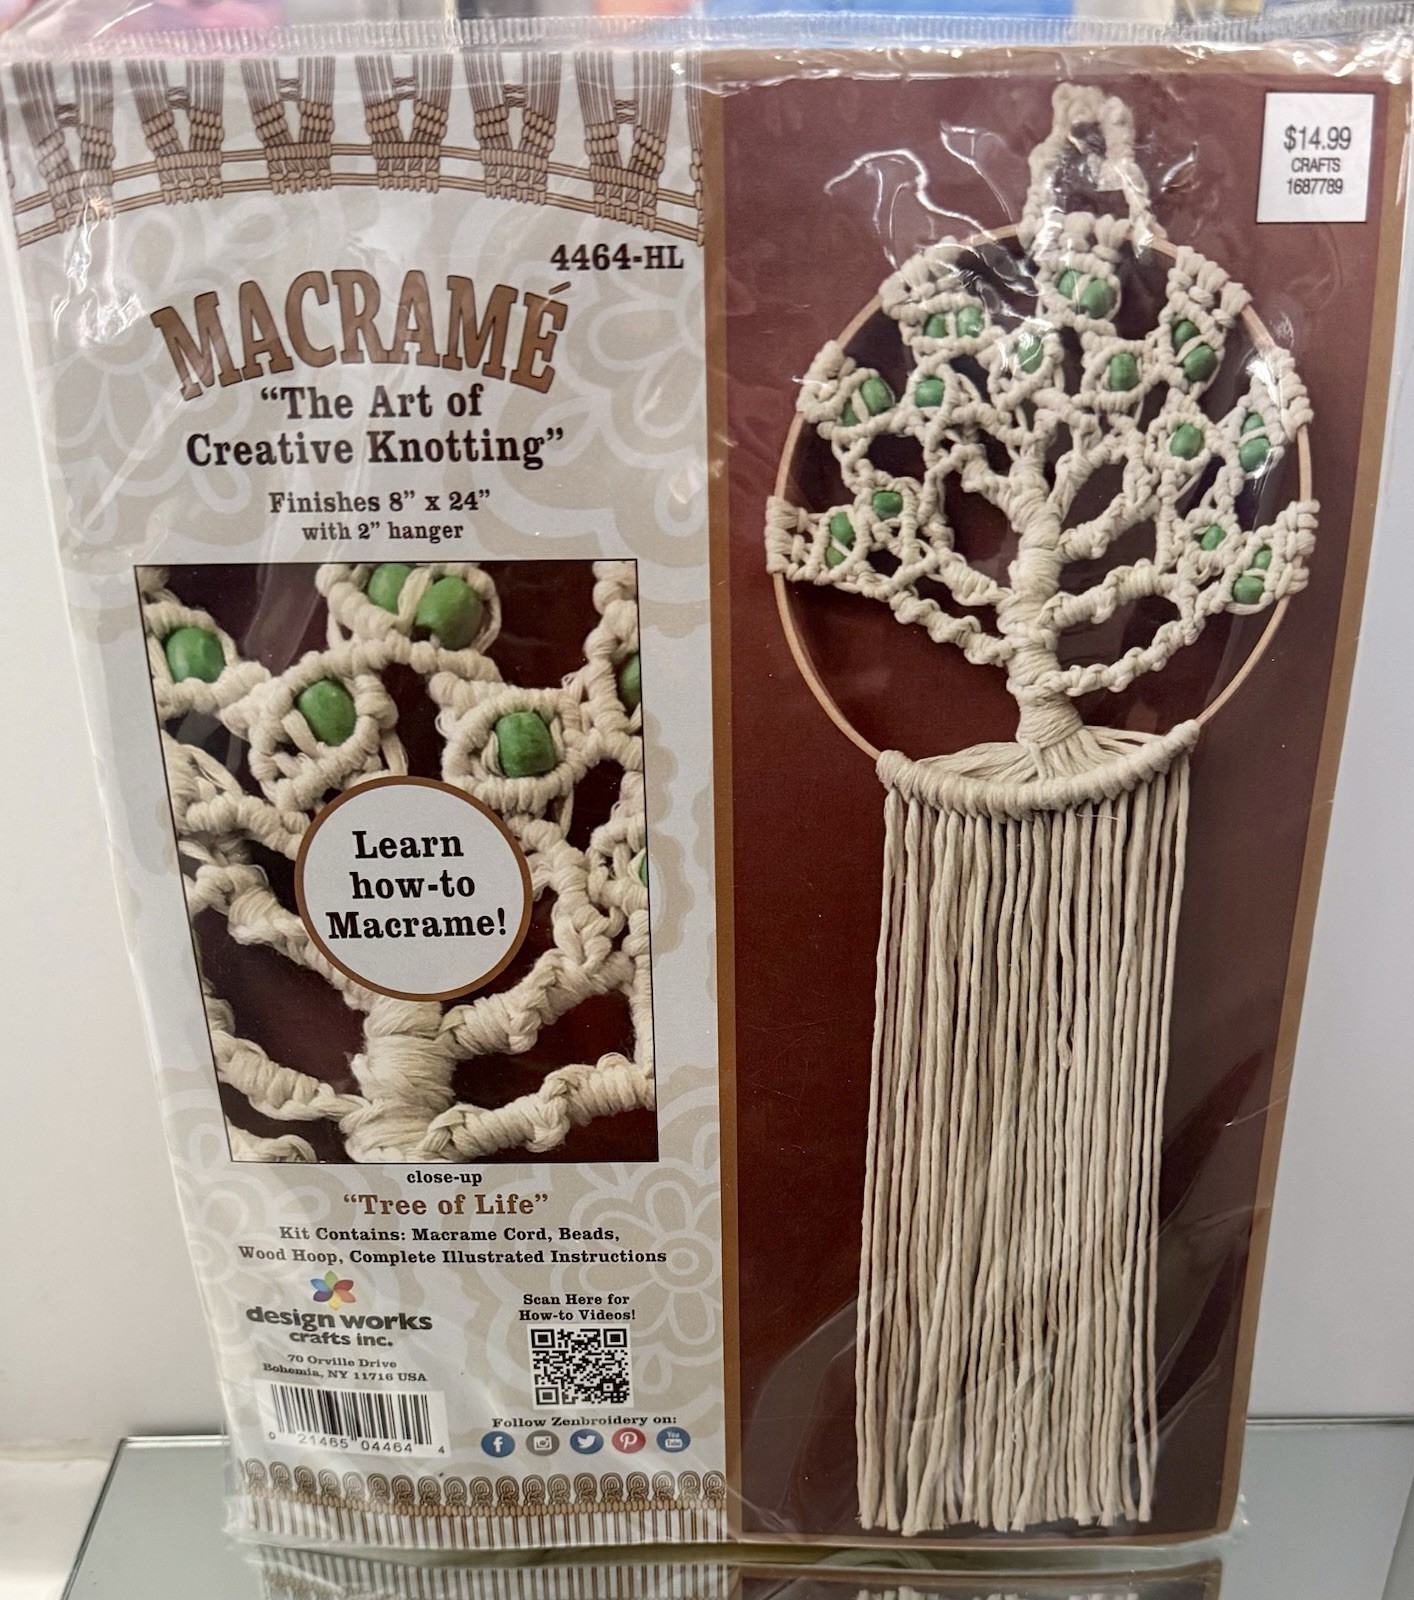 $14.99
CRAFTS
1687789
4464-HL
MACRAMÉ
“The Art of
Creative Knotting”
Finishes 8” x 24”
with 2” hanger
Learn
how-to
Macrame!
close-up
“Tree of Life”
Kit Contains: Macrame Cord, Beads,
Wood Hoop, Complete Illustrated Instructions
design works
crafts inc.
70 Orville Drive
Bohemia, NY 11716 USA
0 21465 04464 4
Scan Here for
How-to Videos!
Follow Zenbroidery on:
You
Tube